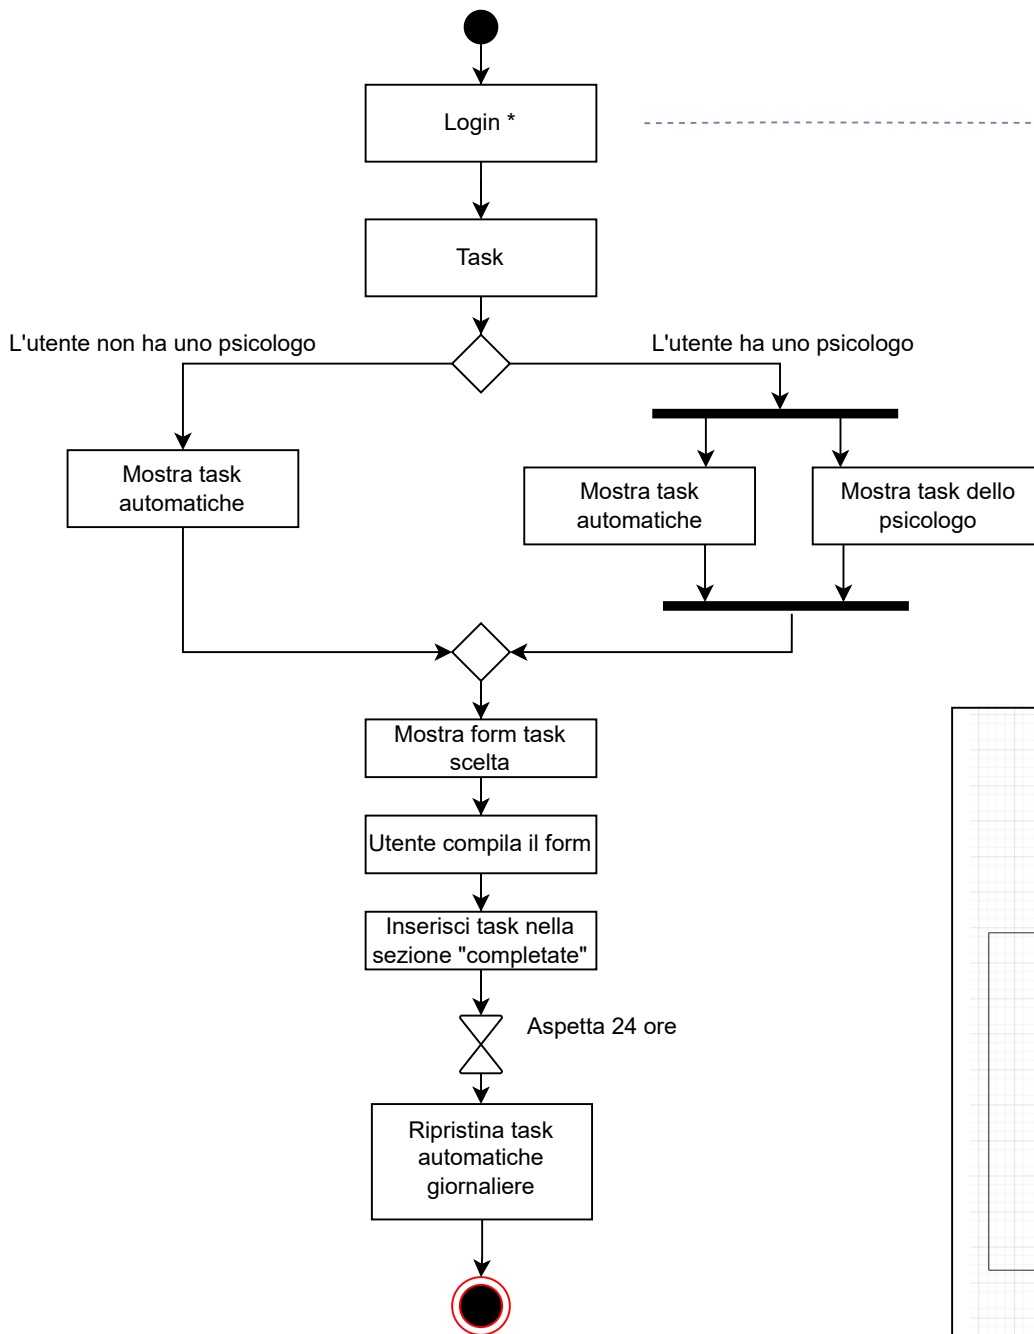 Login *
Task
L'utente non ha uno psicologo
L'utente ha uno psicologo
Mostra task
automatiche
Mostra task
automatiche
Mostra task dello
psicologo
Mostra form task
scelta
Utente compila il form
Inserisci task nella
sezione "completate"
Aspetta 24 ore
Ripristina task
automatiche
giornaliere